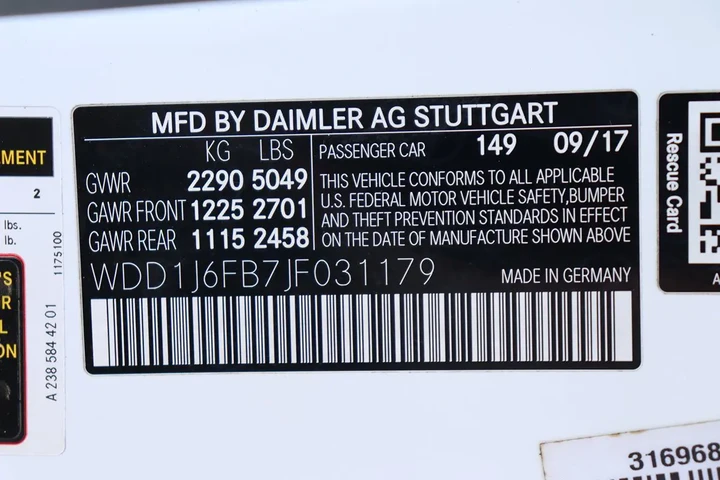 MFD BY DAIMLER AG STUTTGART
KG LBS
GVWR 2290 5049
GAWR FRONT 1225 2701
GAWR REAR 1115 2458
PASSENGER CAR 149 09/17
THIS VEHICLE CONFORMS TO ALL APPLICABLE
U.S. FEDERAL MOTOR VEHICLE SAFETY,BUMPER
AND THEFT PREVENTION STANDARDS IN EFFECT
ON THE DATE OF MANUFACTURE SHOWN ABOVE
WDD1J6FB7JF031179
MADE IN GERMANY
EMENT
2
lbs.
lb.
1175100
A 238 584 42 01
'S
R
L
ON
Rescue Card
A
316968